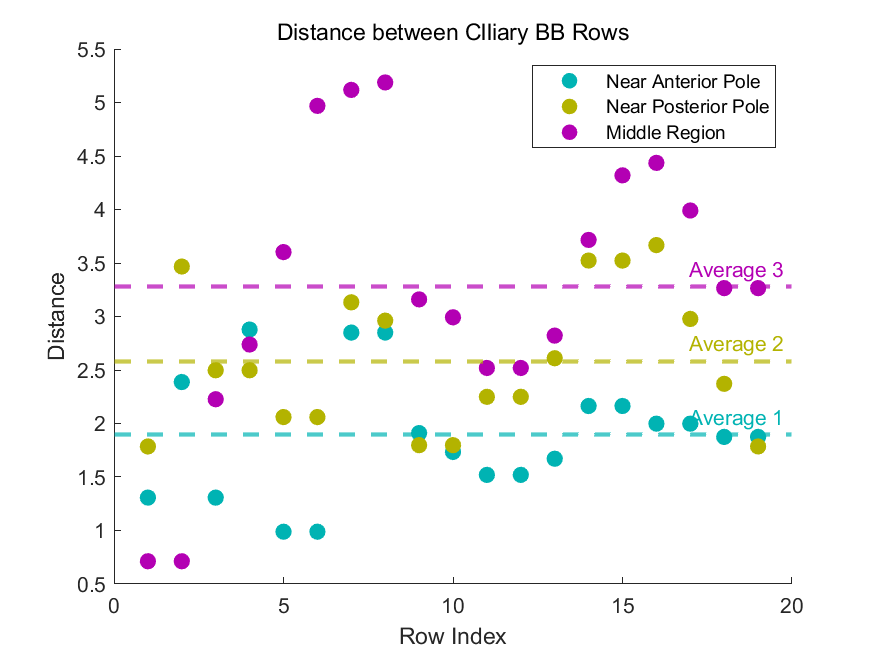 Distance between CIliary BB Rows
5.5
5
4.5
4
3.5
3
2.5
2
1.5
1
0.5
0
5
10
15
20
Distance
Row Index
Near Anterior Pole
Near Posterior Pole
Middle Region
Average 3
Average 2
Average 1